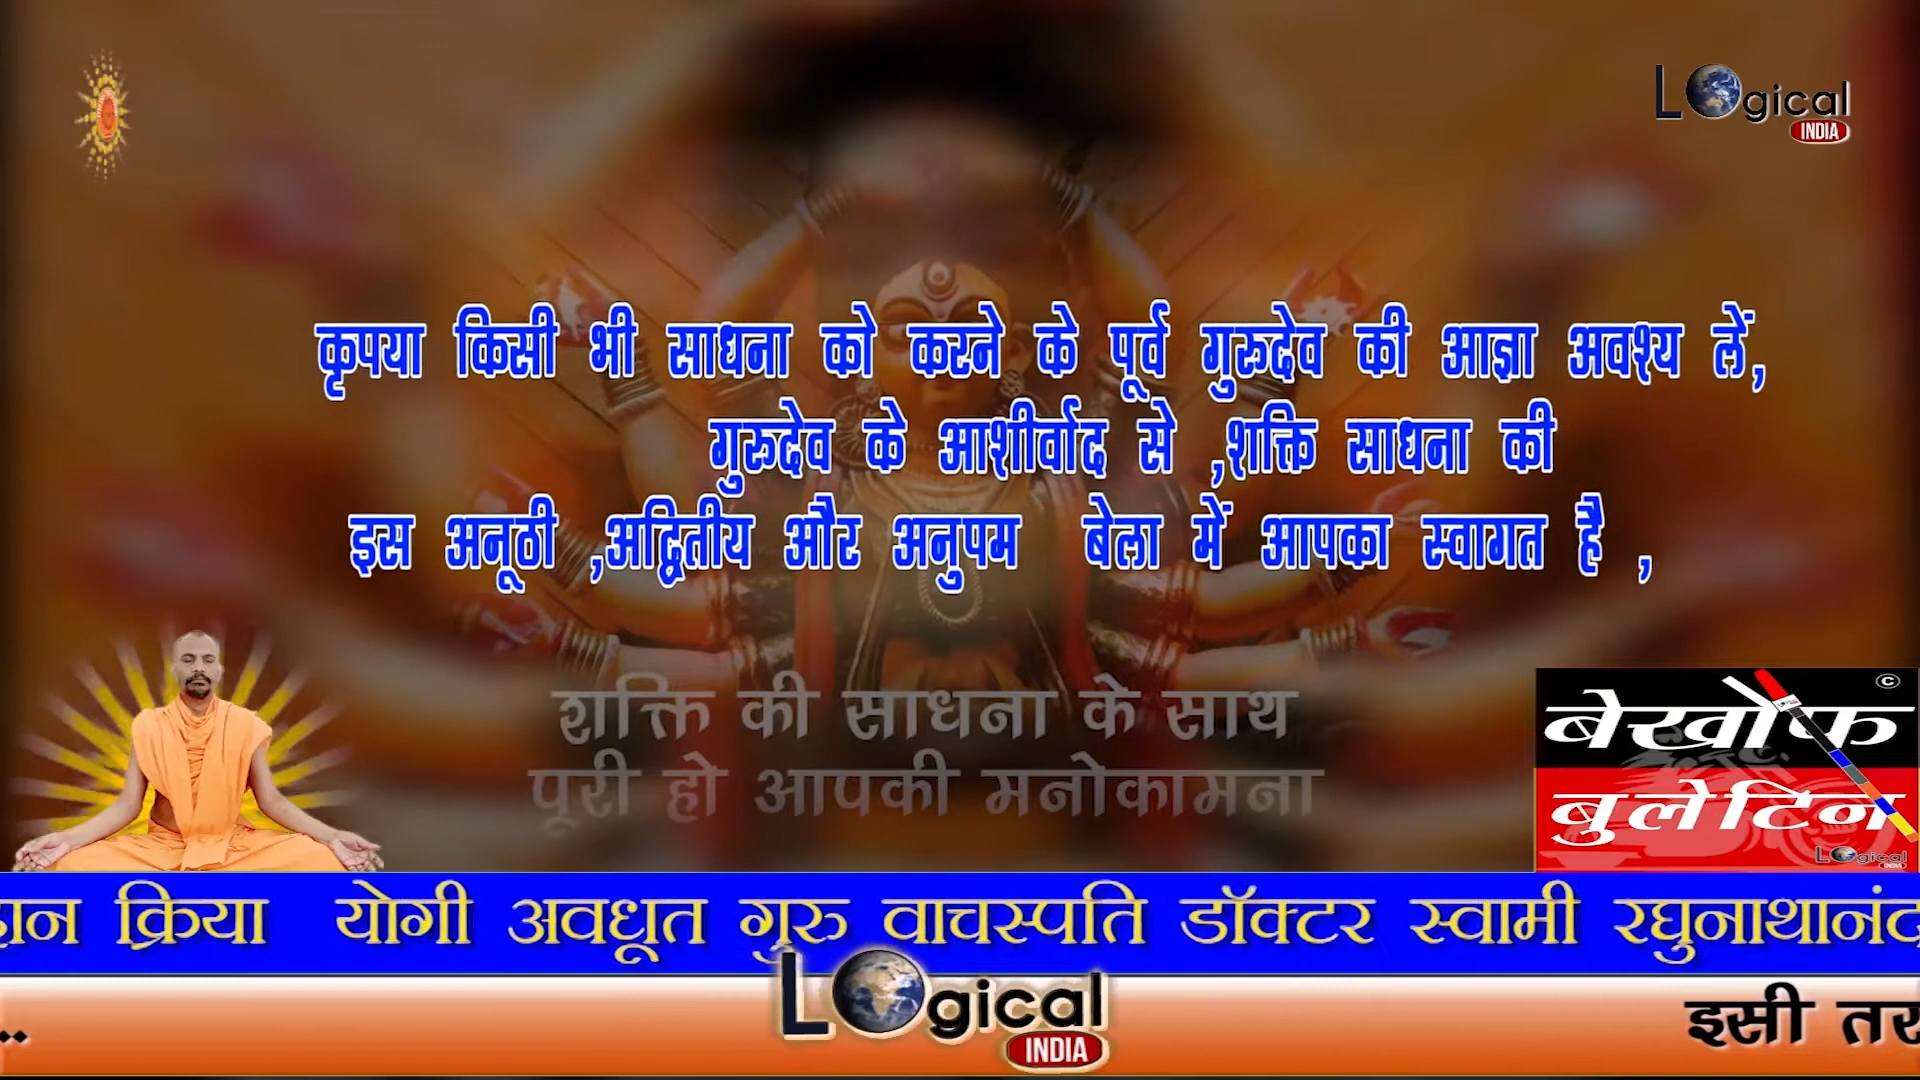 Logical
INDIA
कृपया किसी भी साधना को करने के पूर्व गुरुदेव की आज्ञा अवश्य लें,
गुरुदेव के आशीर्वाद से ,शक्ति साधना की
इस अनूठी ,अद्वितीय और अनुपम बेला में आपका स्वागत है ,
शक्ति की साधना के साथ
पूरी हो आपकी मनोकामना
©
बेखौफ
बुलेटिन
Logical
INDIA
क्रिया योगी अवधूत गुरु वाचस्पति डॉक्टर स्वामी रघुनाथानंद
Logical
INDIA
..
इसी